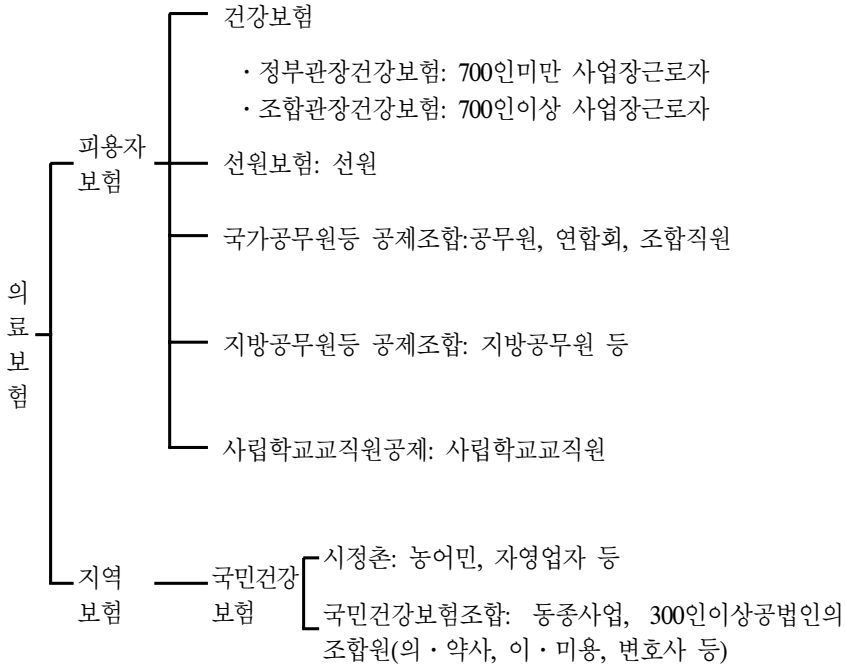 의료보험
피용자
보험
건강보험
· 정부관장건강보험: 700인미만 사업장근로자
· 조합관장건강보험: 700인이상 사업장근로자
선원보험: 선원
국가공무원등 공제조합:공무원, 연합회, 조합직원
지방공무원등 공제조합: 지방공무원 등
사립학교교직원공제: 사립학교교직원
지역
보험
국민건강
보험
시정촌: 농어민, 자영업자 등
국민건강보험조합: 동종사업, 300인이상공법인의
조합원(의 · 약사, 이 · 미용, 변호사 등)